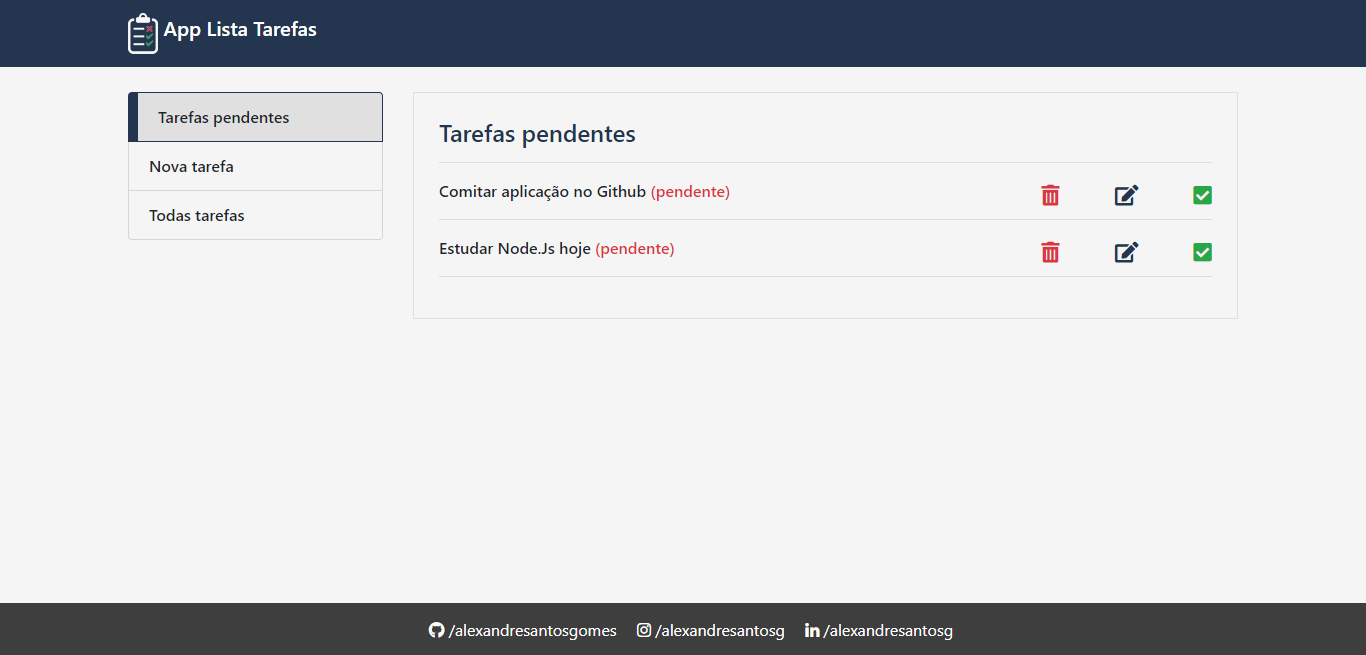 App Lista Tarefas
Tarefas pendentes
Nova tarefa
Todas tarefas
Tarefas pendentes
Comitar aplicação no Github (pendente)
Estudar Node.Js hoje (pendente)
/alexandresantosgomes /alexandresantosg /alexandresantosg